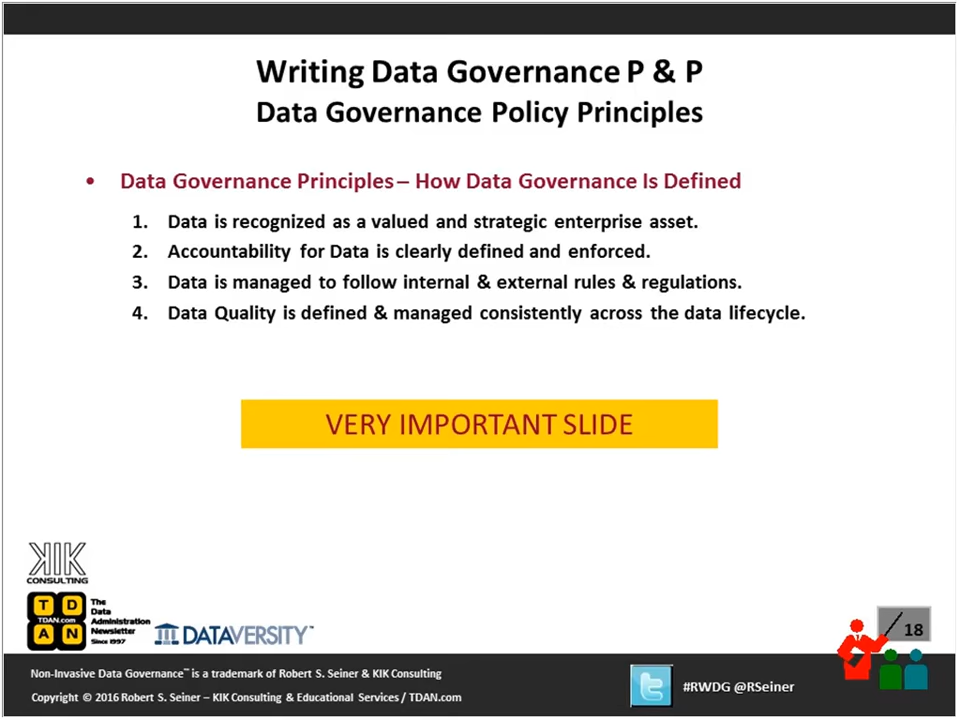 Writing Data Governance P & P
Data Governance Policy Principles
• Data Governance Principles – How Data Governance Is Defined
1. Data is recognized as a valued and strategic enterprise asset.
2. Accountability for Data is clearly defined and enforced.
3. Data is managed to follow internal & external rules & regulations.
4. Data Quality is defined & managed consistently across the data lifecycle.
VERY IMPORTANT SLIDE
KIK
CONSULTING
T D
TDAN.com
A N
The
Data
Administration
Newsletter
Since 1997
DATAVERSITY™
18
Non-Invasive Data Governance™ is a trademark of Robert S. Seiner & KIK Consulting
Copyright © 2016 Robert S. Seiner – KIK Consulting & Educational Services / TDAN.com
#RWDG @RSeiner